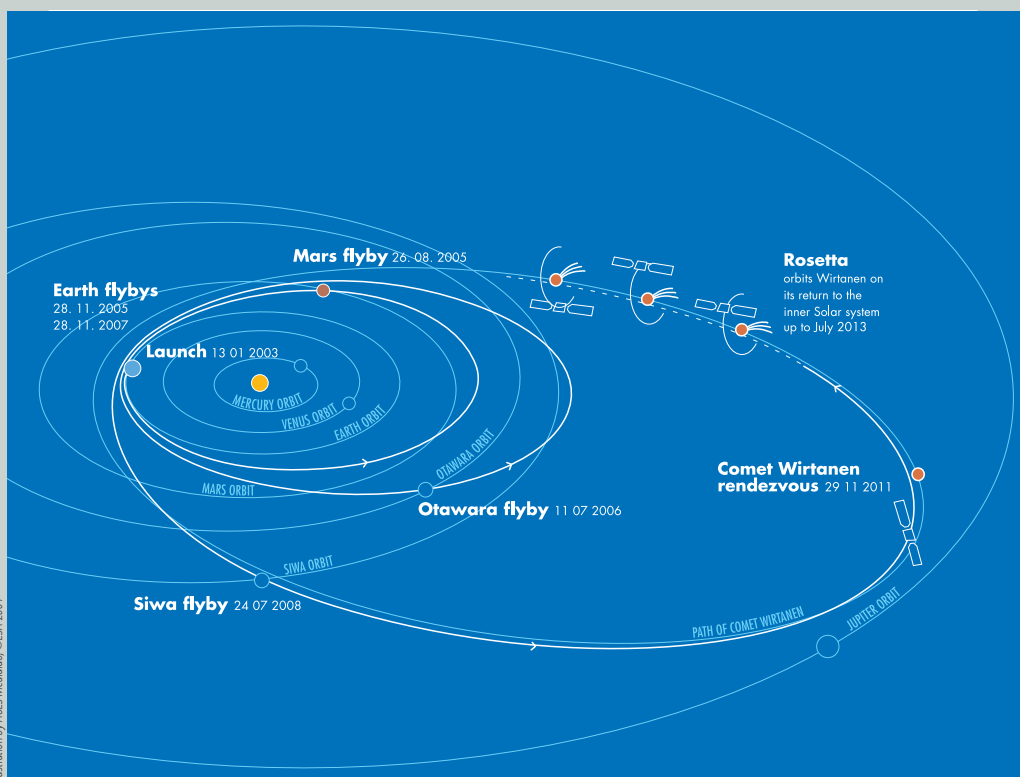 Mars flyby 26. 08. 2005
Earth flybys
28. 11. 2005
28. 11. 2007
Launch 13 01 2003
Rosetta
orbits Wirtanen on
its return to the
inner Solar system
up to July 2013
MERCURY ORBIT
VENUS ORBIT
EARTH ORBIT
MARS ORBIT
OTAWARA ORBIT
Otawara flyby 11 07 2006
Comet Wirtanen
rendezvous 29 11 2011
SIWA ORBIT
Siwa flyby 24 07 2008
PATH OF COMET WIRTANEN
JUPITER ORBIT